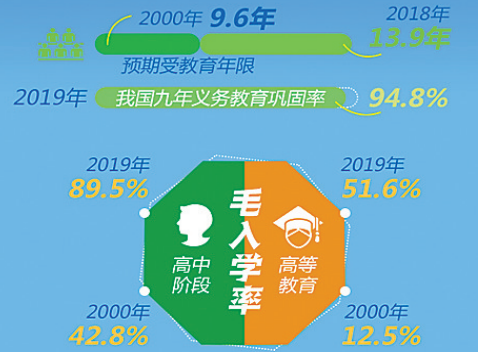 2000年 9.6年
2018年
13.9年
预期受教育年限
2019年 我国九年义务教育巩固率 94.8%
2019年
89.5%
2019年
51.6%
毛入学率
高中
阶段
高等
教育
2000年
42.8%
2000年
12.5%